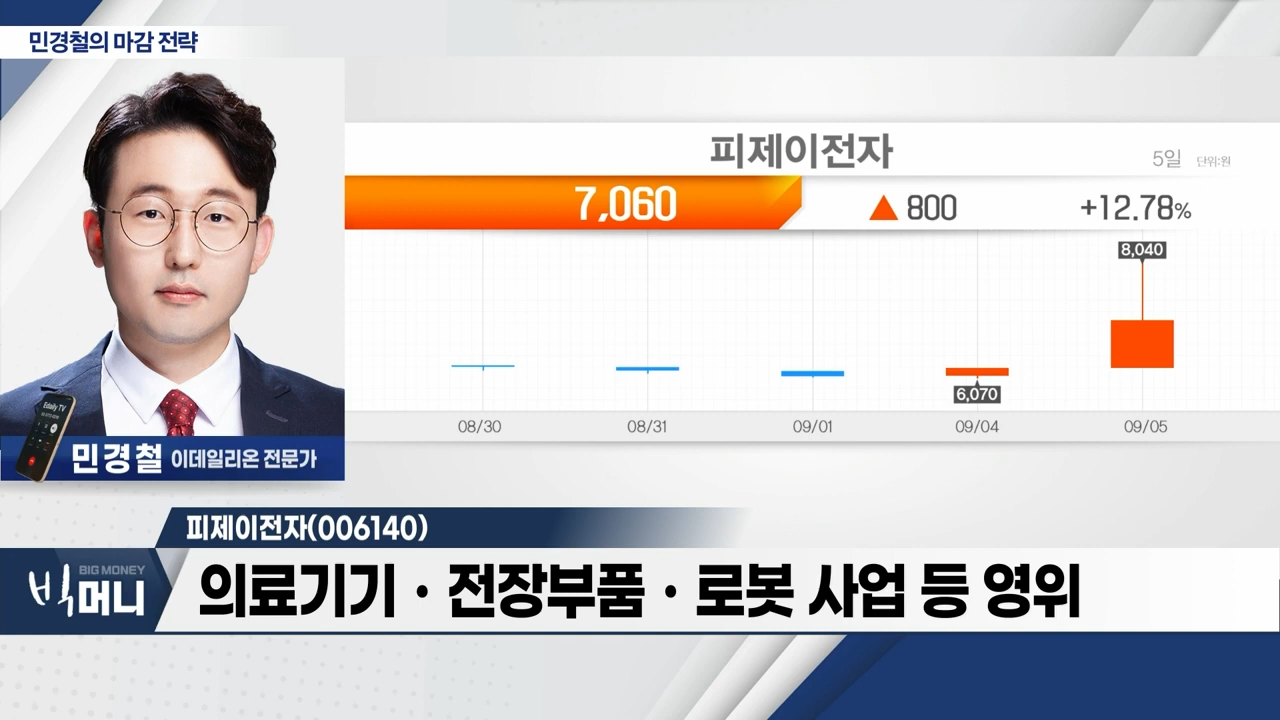 민경철의 마감 전략
피제이전자
5일 단위:원
7,060 ▲ 800 +12.78%
8,040
6,070
08/30 08/31 09/01 09/04 09/05
Edaily TV
민경철 이데일리온 전문가
피제이전자(006140)
BIG MONEY
빅머니
의료기기 · 전장부품 · 로봇 사업 등 영위